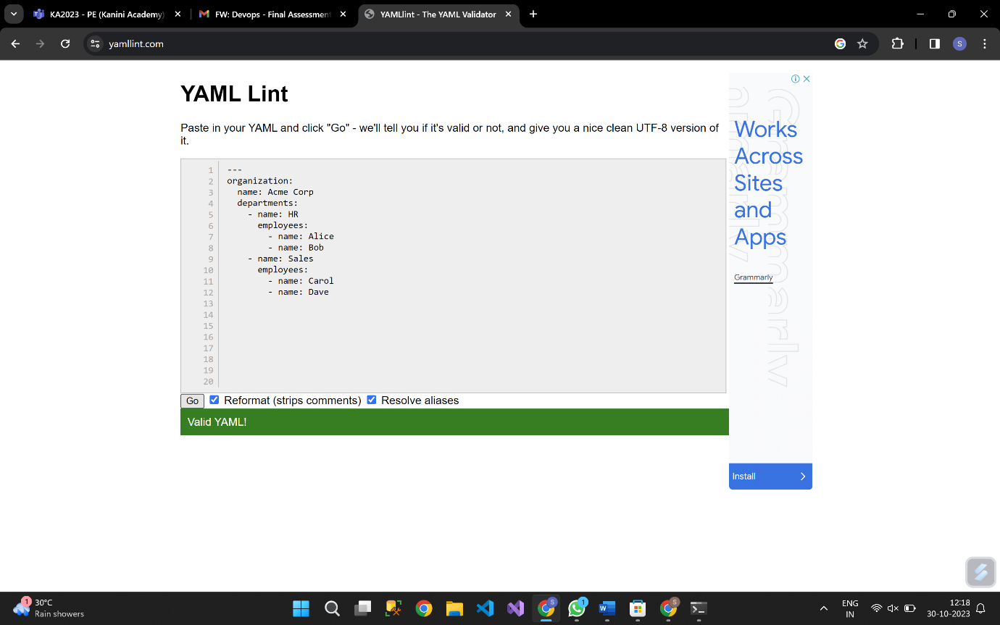 KA2023 - PE (Kanini Academy)
FW: Devops - Final Assessment
YAMLlint - The YAML Validator
yamllint.com
S
YAML Lint
Paste in your YAML and click "Go" - we'll tell you if it's valid or not, and give you a nice clean UTF-8 version of
it.
1 ---
2 organization:
3   name: Acme Corp
4   departments:
5     - name: HR
6       employees:
7         - name: Alice
8         - name: Bob
9     - name: Sales
10       employees:
11         - name: Carol
12         - name: Dave
13
14
15
16
17
18
19
20
Go Reformat (strips comments) Resolve aliases
Valid YAML!
Grammarly
Works
Across
Sites
and
Apps
Grammarly
Install
1
30°C
Rain showers
S
1
W
S
ENG
IN
12:18
30-10-2023